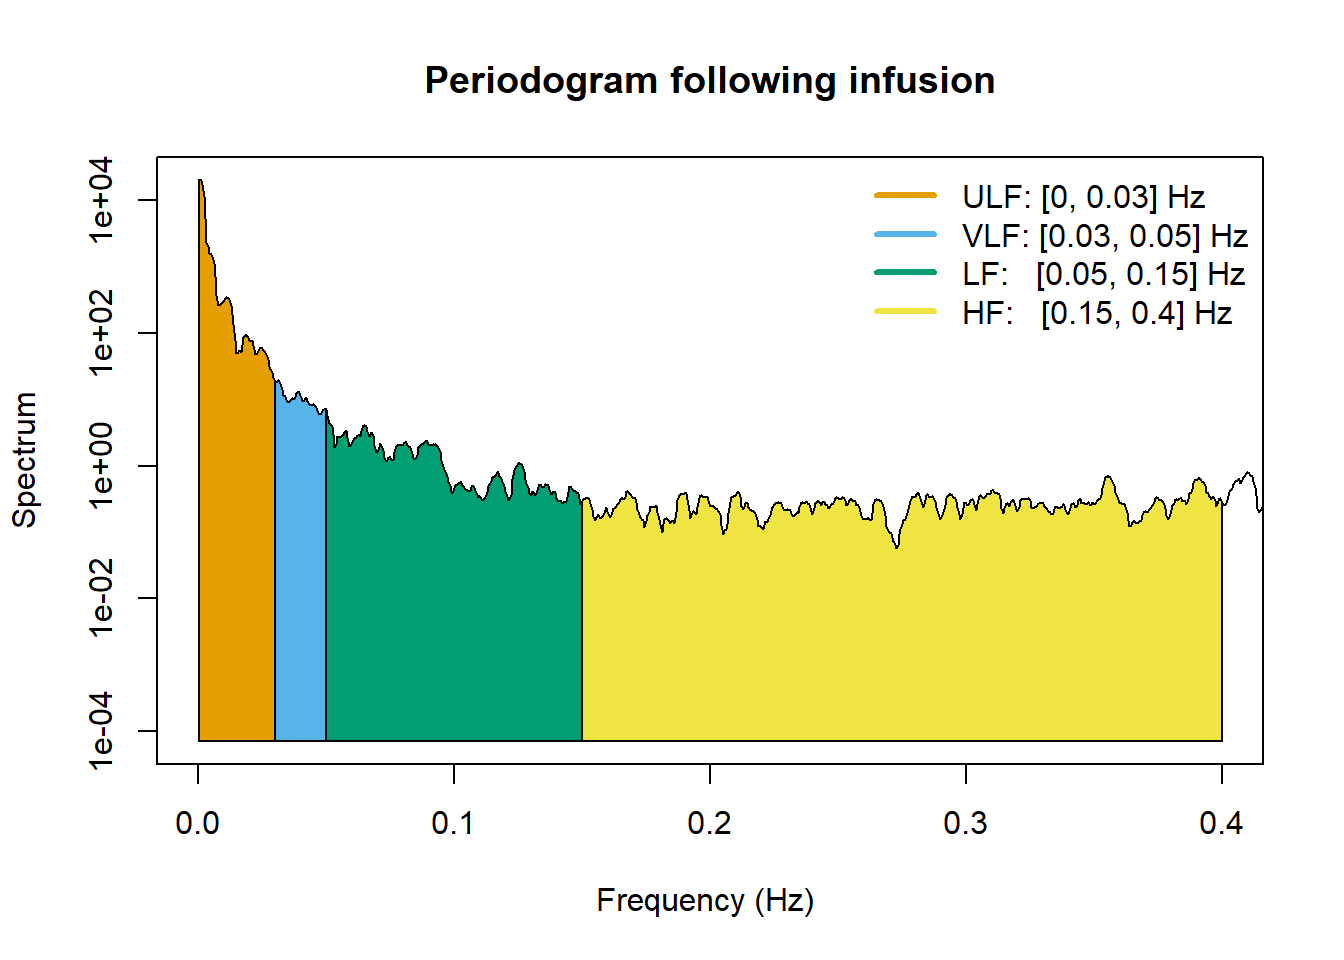 Periodogram following infusion
ULF: [0, 0.03] Hz
VLF: [0.03, 0.05] Hz
LF: [0.05, 0.15] Hz
HF: [0.15, 0.4] Hz
Spectrum
1e+04
1e+02
1e+00
1e-02
1e-04
0.0 0.1 0.2 0.3 0.4
Frequency (Hz)